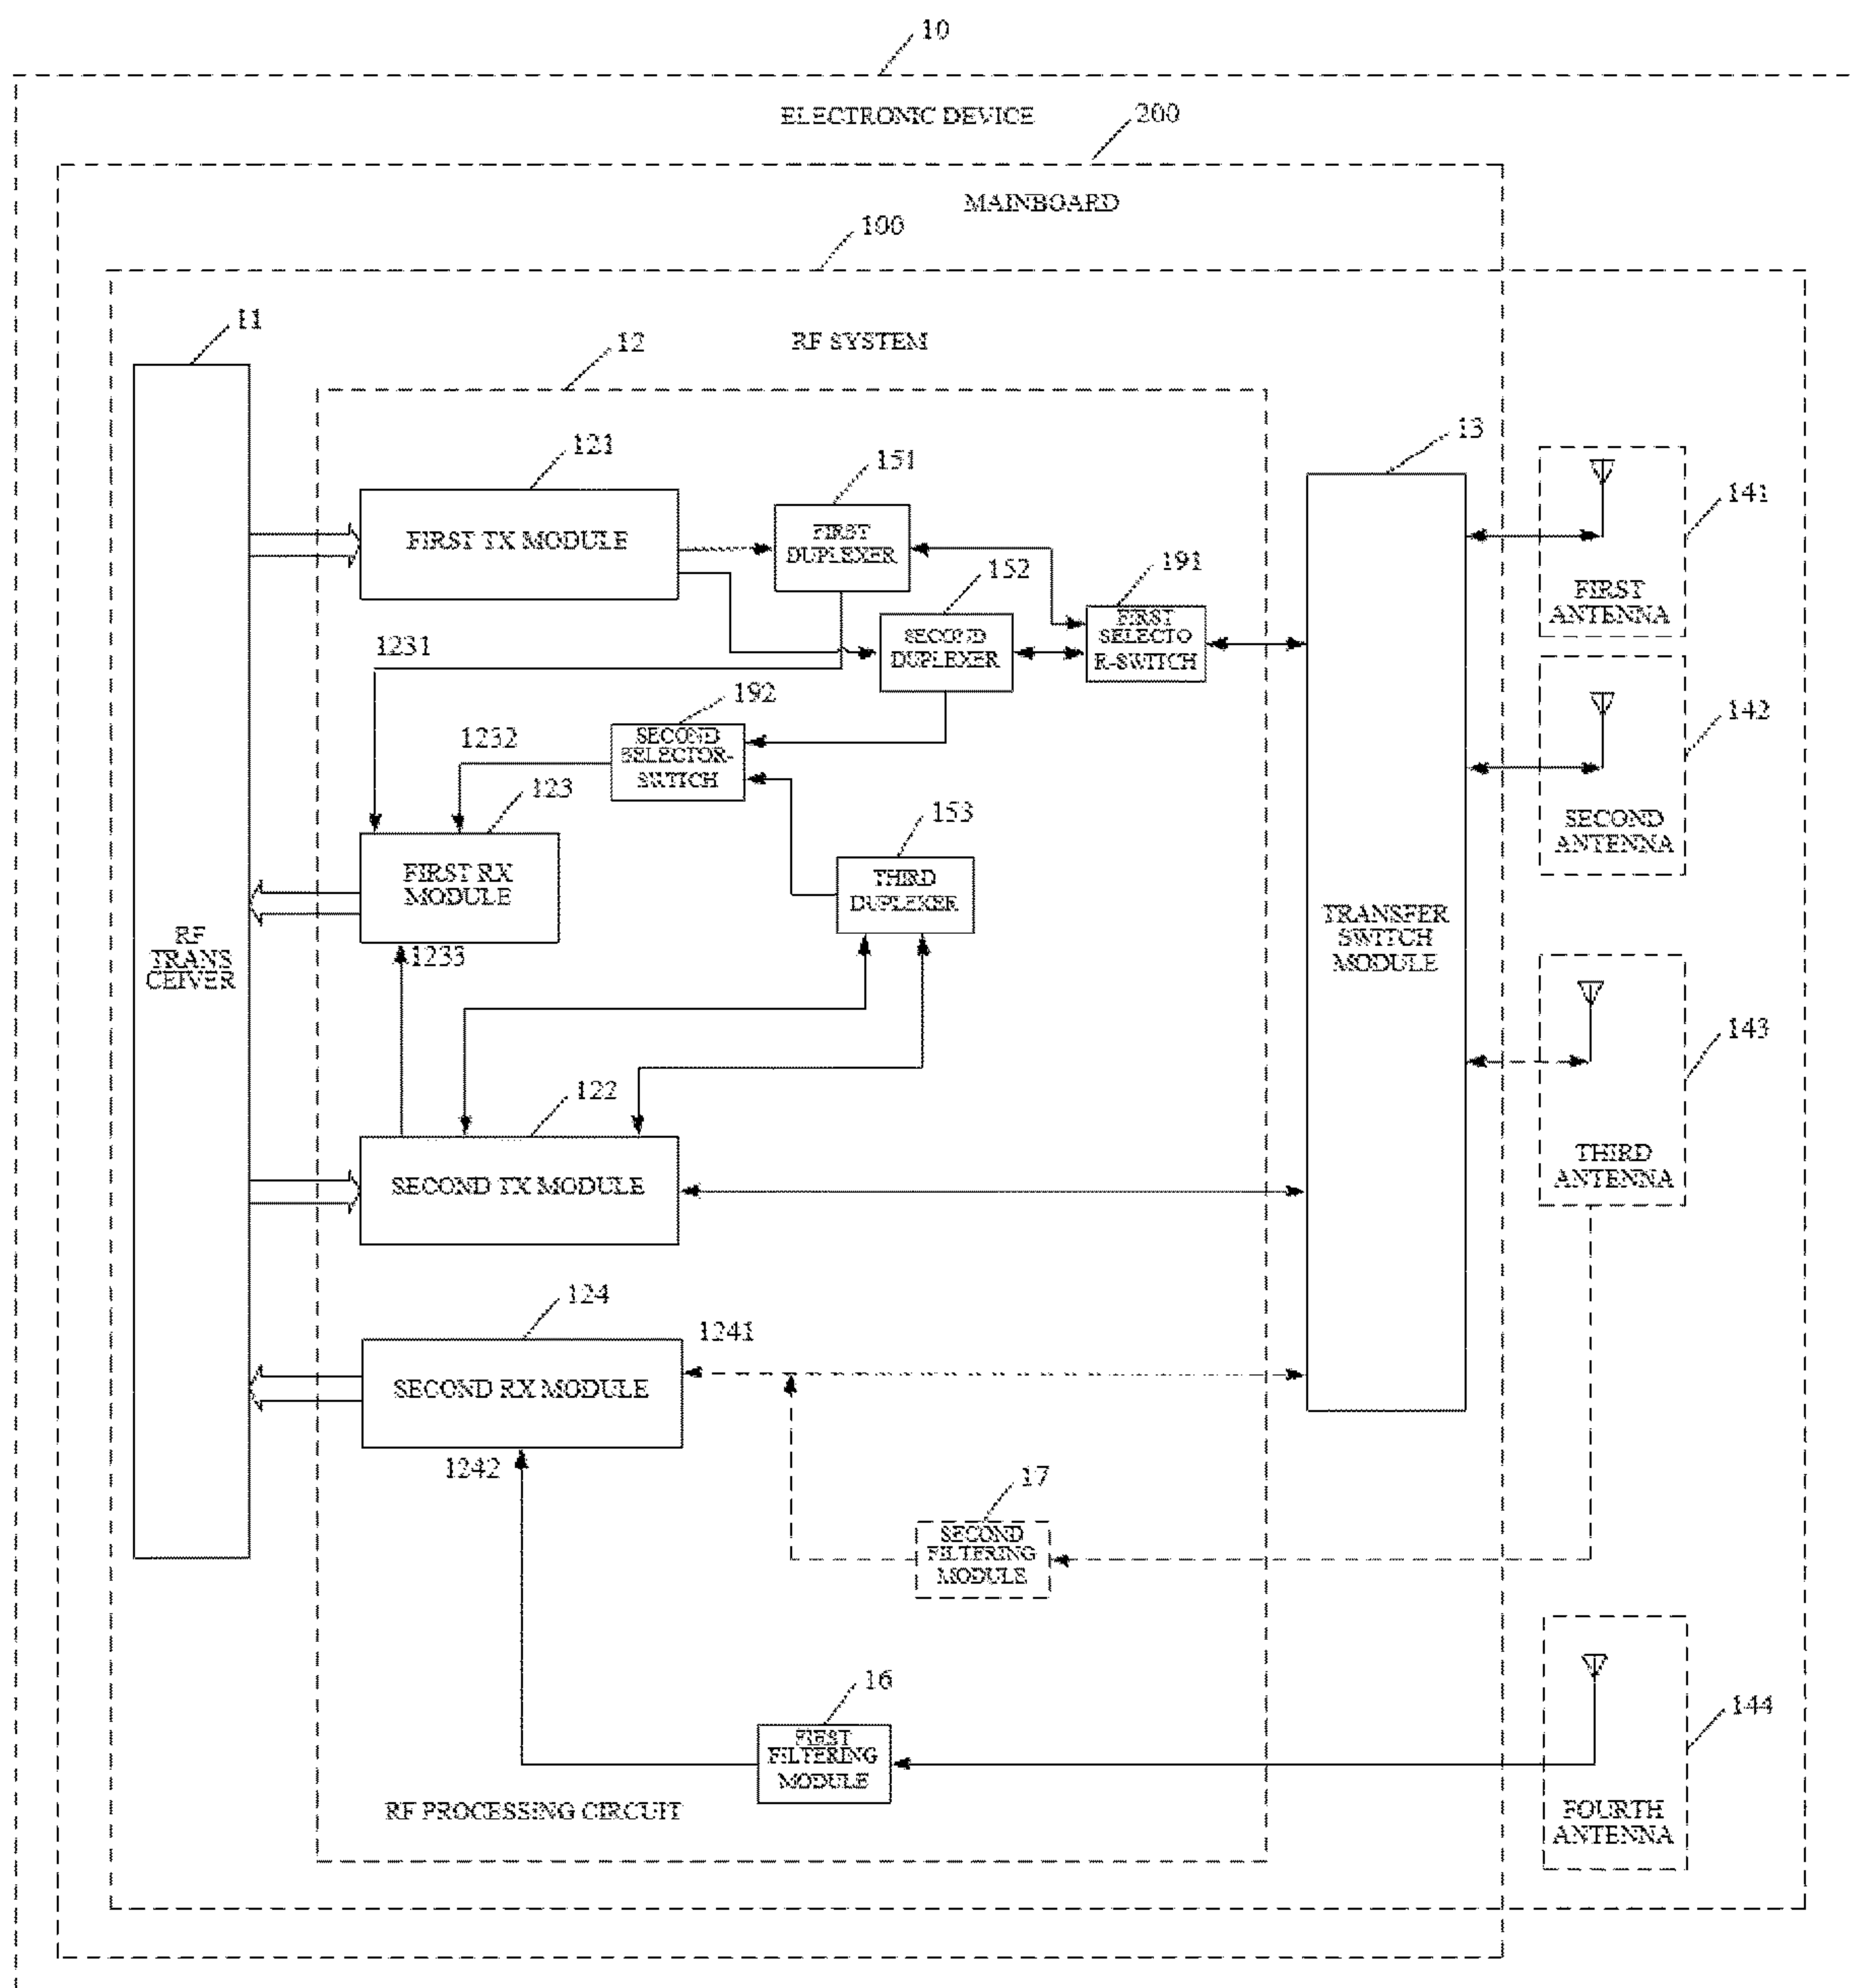 10
ELECTRONIC DEVICE
200
MAINBOARD
100
RF SYSTEM
11
12
13
121
151
141
FIRST TX MODULE
FIRST
DUPLEXER
152
191
FIRST
ANTENNA
1231
SECOND
DUPLEXER
FIRST
SELECTO
R-SWITCH
192
142
1232
SECOND
SELECTOR-
SWITCH
123
153
SECOND
ANTENNA
FIRST RX
MODULE
THIRD
DUPLEXER
TRANSFER
SWITCH
MODULE
RF
TRANS
CEIVER
1233
143
122
THIRD
ANTENNA
SECOND TX MODULE
124
1241
SECOND RX MODULE
1242
17
SECOND
FILTERING
MODULE
16
144
FIRST
FILTERING
MODULE
RF PROCESSING CIRCUIT
FOURTH
ANTENNA